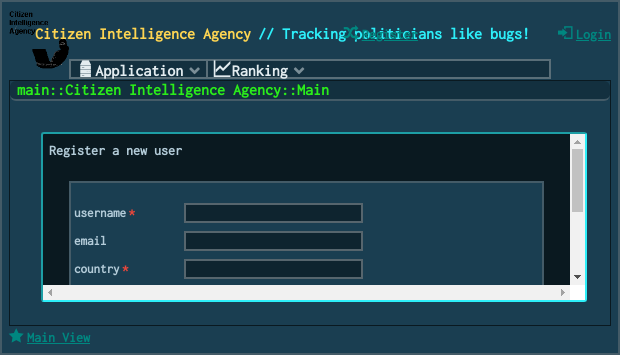 Citizen
Intelligence
Agency
Citizen Intelligence Agency // Tracking politicians like bugs!
Register
Login
Application
Ranking
main::Citizen Intelligence Agency::Main
Register a new user
username*
email
country*
Main View